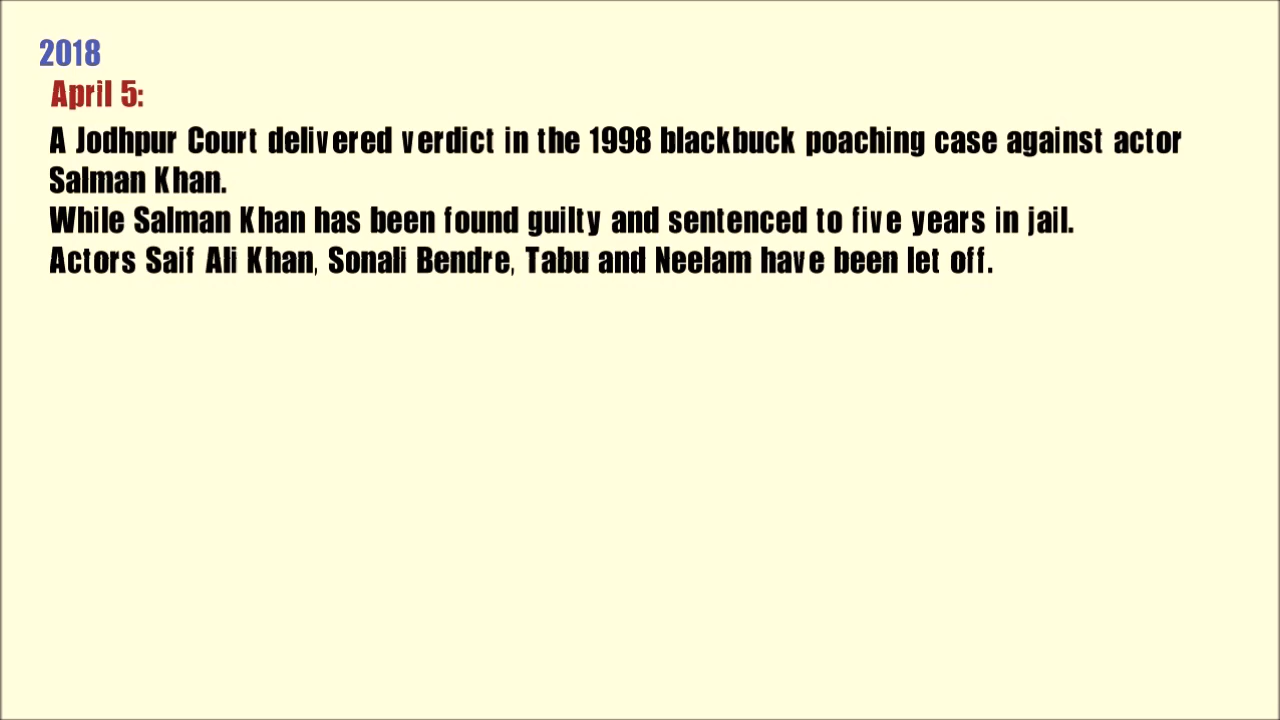 2018
April 5:
A Jodhpur Court delivered verdict in the 1998 blackbuck poaching case against actor
Salman Khan.
While Salman Khan has been found guilty and sentenced to five years in jail.
Actors Saif Ali Khan, Sonali Bendre, Tabu and Neelam have been let off.